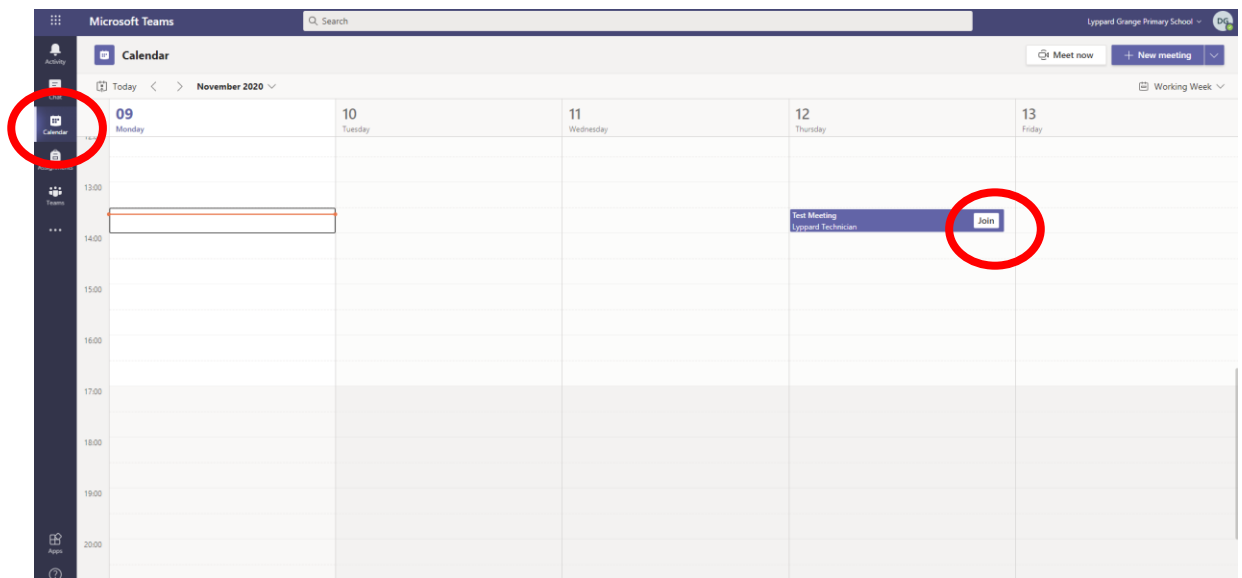 Microsoft Teams
Search
Lyppard Grange Primary School
DG
Activity
Calendar
Meet now
+ New meeting
Chat
Today
November 2020
Working Week
Calendar
09
Monday
10
Tuesday
11
Wednesday
12
Thursday
13
Friday
Assignments
13:00
Teams
Test Meeting
Lyppard Technician
Join
14:00
15:00
16:00
17:00
18:00
19:00
Apps
20:00